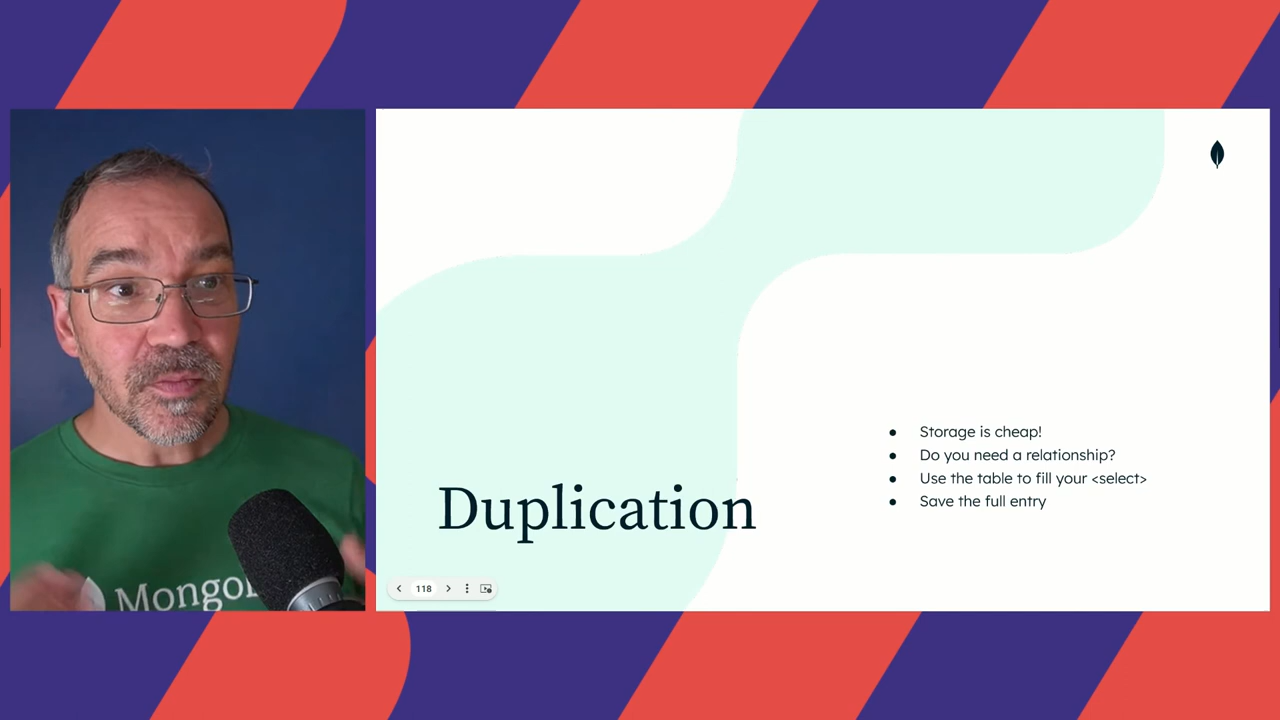 Mongo
Duplication
Storage is cheap!
Do you need a relationship?
Use the table to fill your <select>
Save the full entry
118